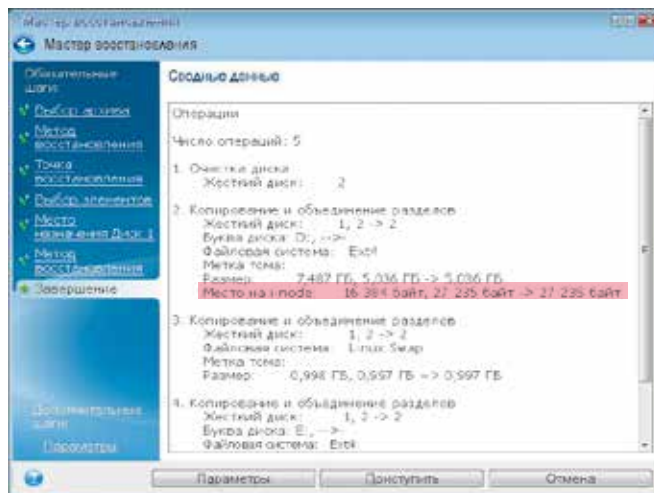 Мастер восстановления
Мастер восстановления
Обязательные
шаги
Выбор архива
Метод
восстановления
Точка
восстановления
Выбор элементов
Место
назначения Диск 1
Метод
восстановления
Завершение
Дополнительные
шаги
Параметры
Сводные данные
Операции
Число операций: 5
1. Очистка диска
Жесткий диск: 2
2. Копирование и объединение разделов
Жесткий диск: 1, 2 -> 2
Буква диска: D:, -->-
Файловая система: Ext4
Метка тома:
Размер: 7,487 ГБ, 5,036 ГБ -> 5,036 ГБ
Место на i-node: 16 384 байт, 27 235 байт -> 27 235 байт
3. Копирование и объединение разделов
Жесткий диск: 1, 2 -> 2
Файловая система: Linux Swap
Метка тома:
Размер: 0,998 ГБ, 0,997 ГБ -> 0,997 ГБ
4. Копирование и объединение разделов
Жесткий диск: 1, 2 -> 2
Буква диска: E:, -->-
Файловая система: Ext4
Параметры Приступить Отмена